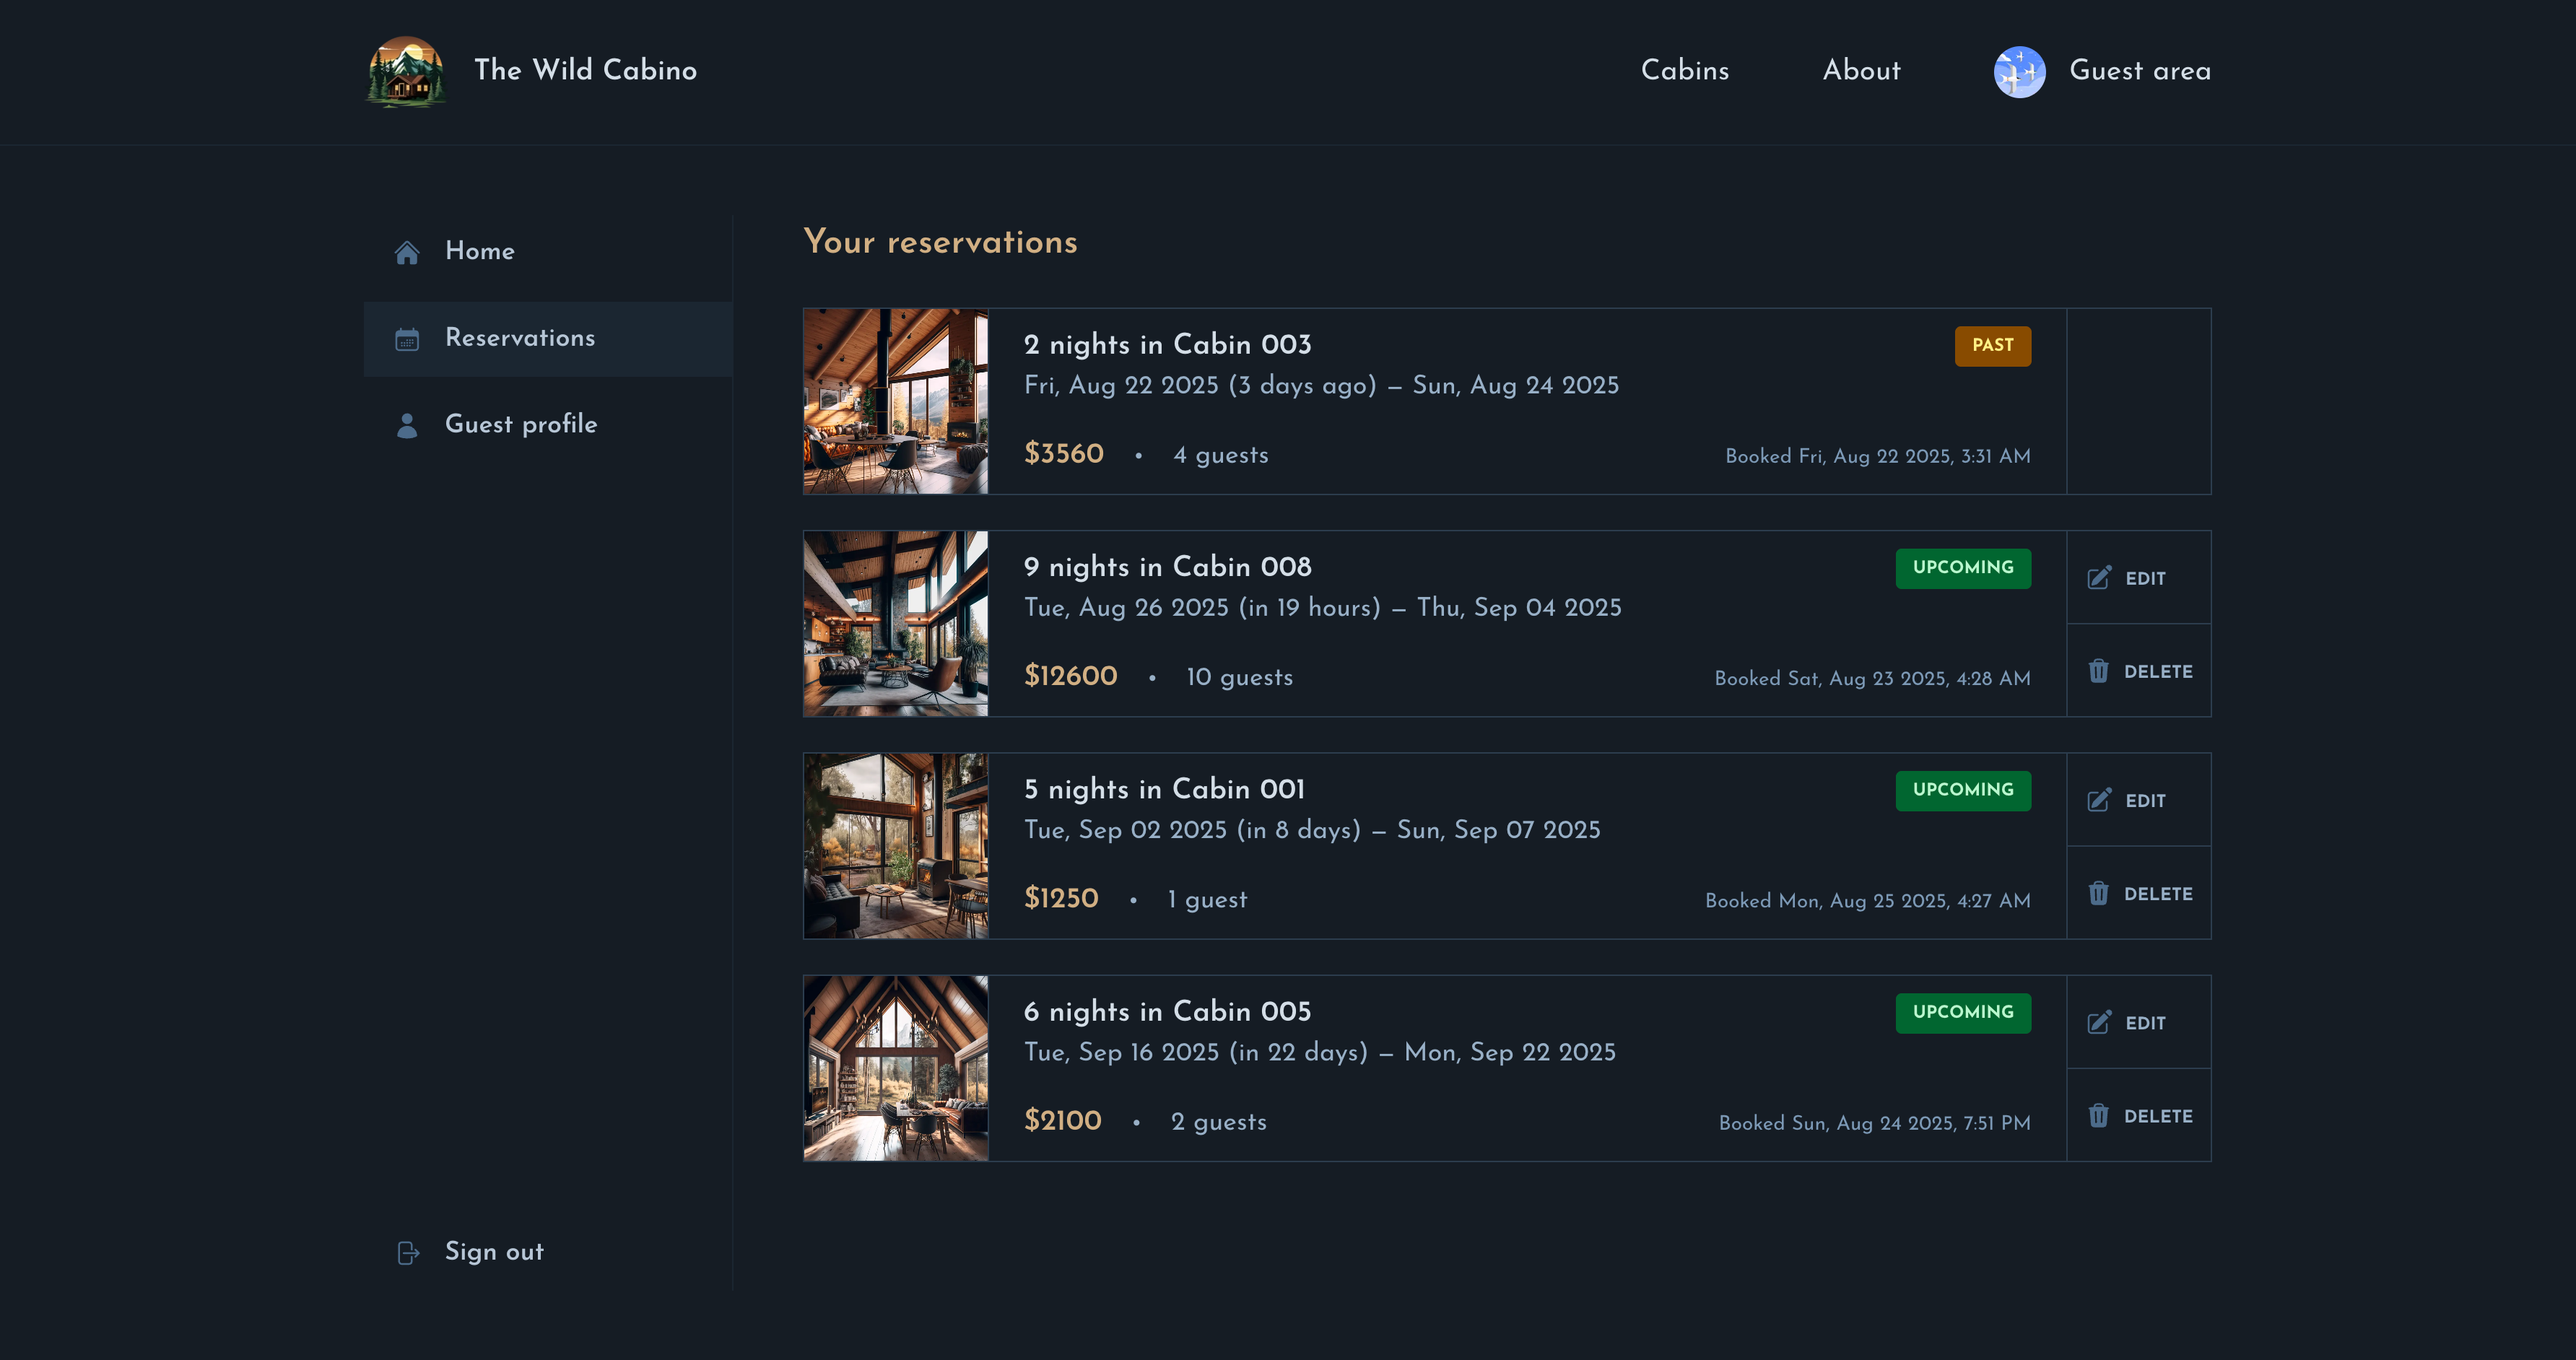 The Wild Cabino
Cabins
About
Guest area
Home
Reservations
Guest profile
Sign out
Your reservations
2 nights in Cabin 003
PAST
Fri, Aug 22 2025 (3 days ago) — Sun, Aug 24 2025
$3560 • 4 guests
Booked Fri, Aug 22 2025, 3:31 AM
9 nights in Cabin 008
UPCOMING
Tue, Aug 26 2025 (in 19 hours) — Thu, Sep 04 2025
$12600 • 10 guests
Booked Sat, Aug 23 2025, 4:28 AM
EDIT
DELETE
5 nights in Cabin 001
UPCOMING
Tue, Sep 02 2025 (in 8 days) — Sun, Sep 07 2025
$1250 • 1 guest
Booked Mon, Aug 25 2025, 4:27 AM
EDIT
DELETE
6 nights in Cabin 005
UPCOMING
Tue, Sep 16 2025 (in 22 days) — Mon, Sep 22 2025
$2100 • 2 guests
Booked Sun, Aug 24 2025, 7:51 PM
EDIT
DELETE